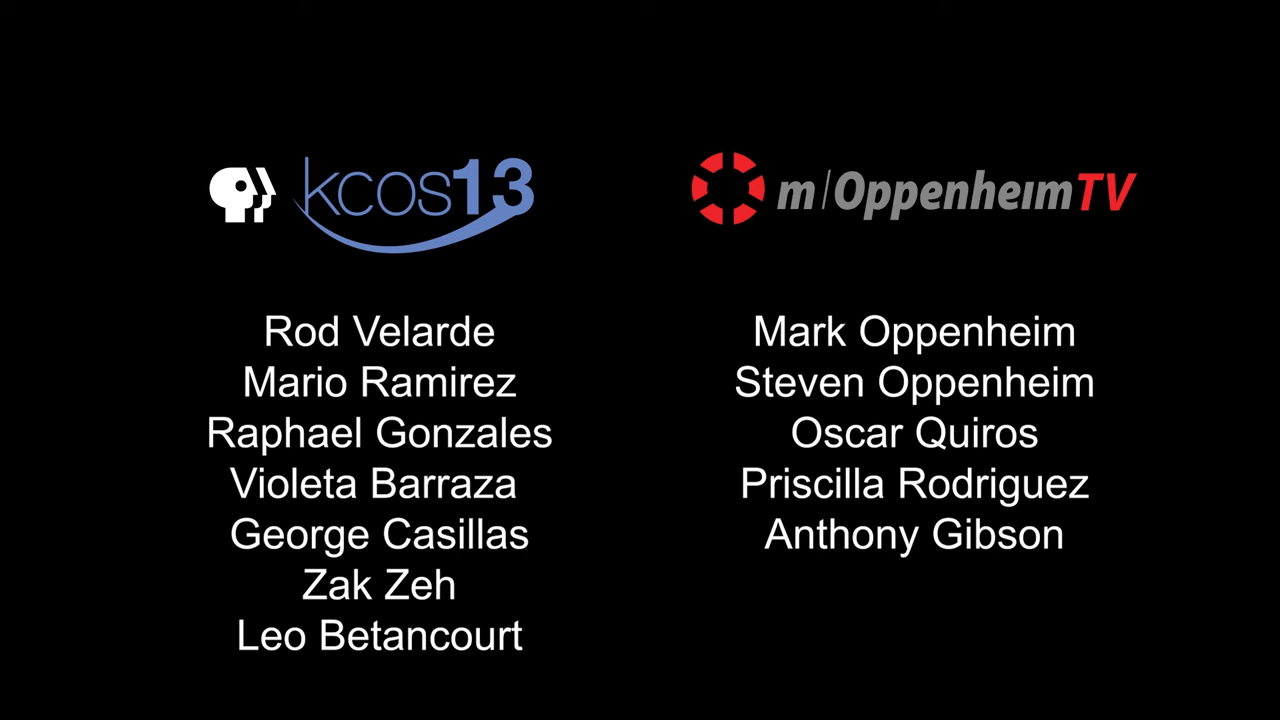 kcos13
Rod Velarde
Mario Ramirez
Raphael Gonzales
Violeta Barraza
George Casillas
Zak Zeh
Leo Betancourt
m/OppenheimTV
Mark Oppenheim
Steven Oppenheim
Oscar Quiros
Priscilla Rodriguez
Anthony Gibson